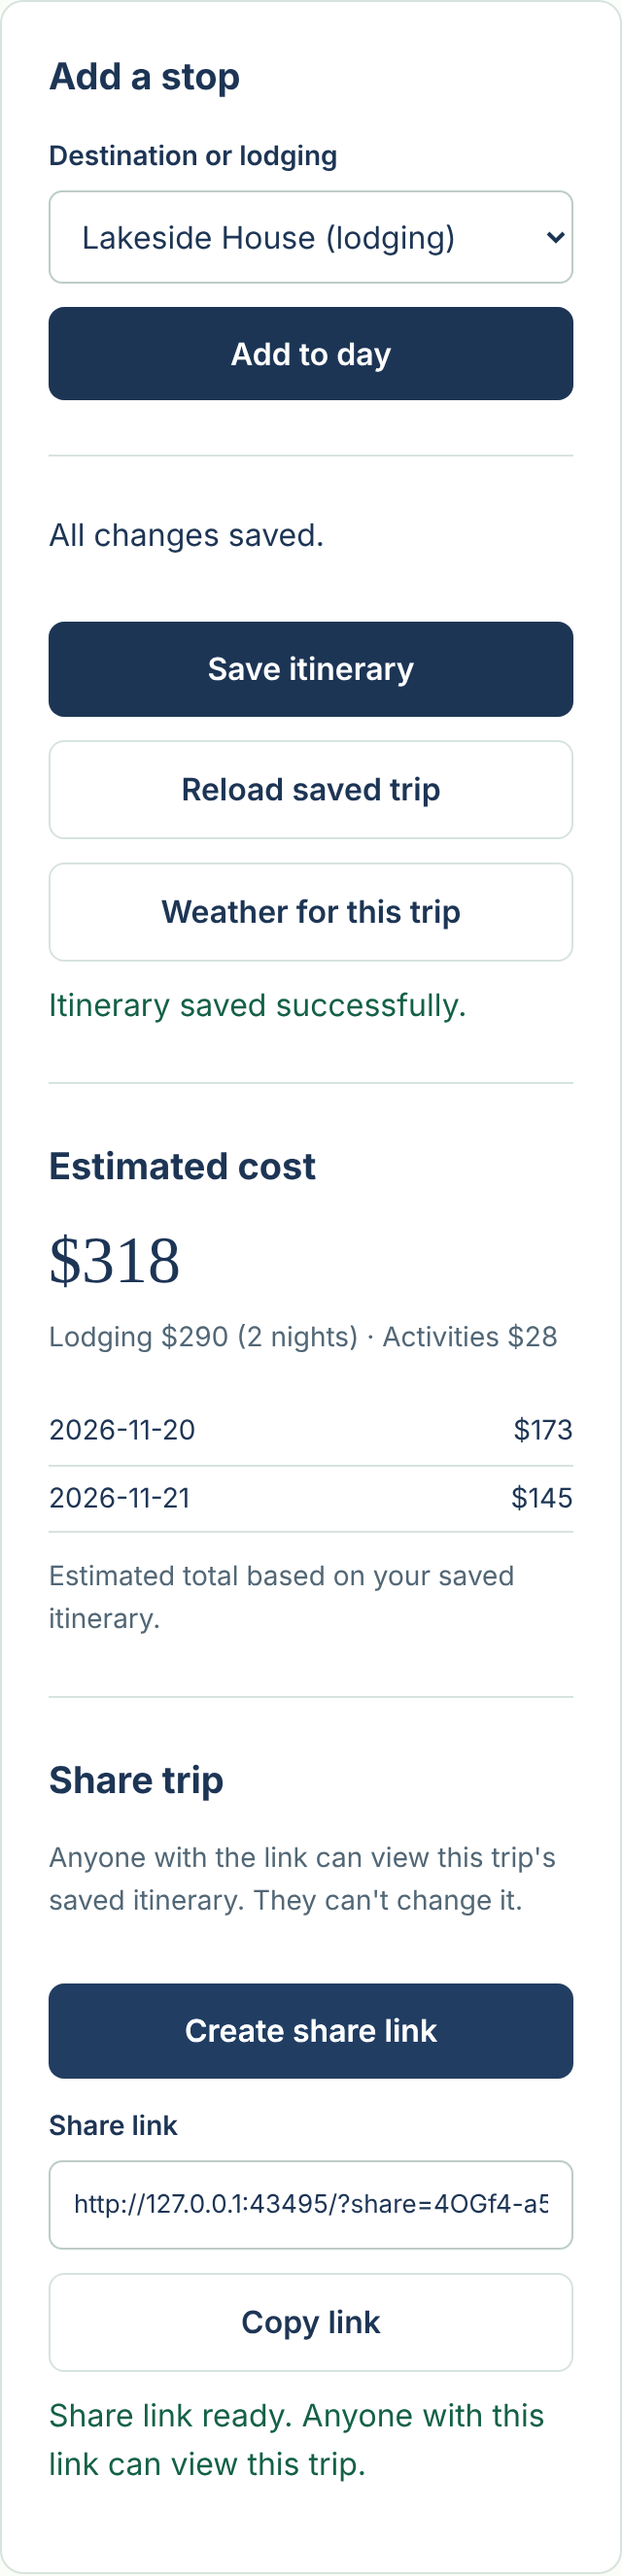 Add a stop
Destination or lodging
Lakeside House (lodging)
Add to day
All changes saved.
Save itinerary
Reload saved trip
Weather for this trip
Itinerary saved successfully.
Estimated cost
$318
Lodging $290 (2 nights) · Activities $28
2026-11-20 $173
2026-11-21 $145
Estimated total based on your saved
itinerary.
Share trip
Anyone with the link can view this trip's
saved itinerary. They can't change it.
Create share link
Share link
http://127.0.0.1:43495/?share=4OGf4-a5
Copy link
Share link ready. Anyone with this
link can view this trip.